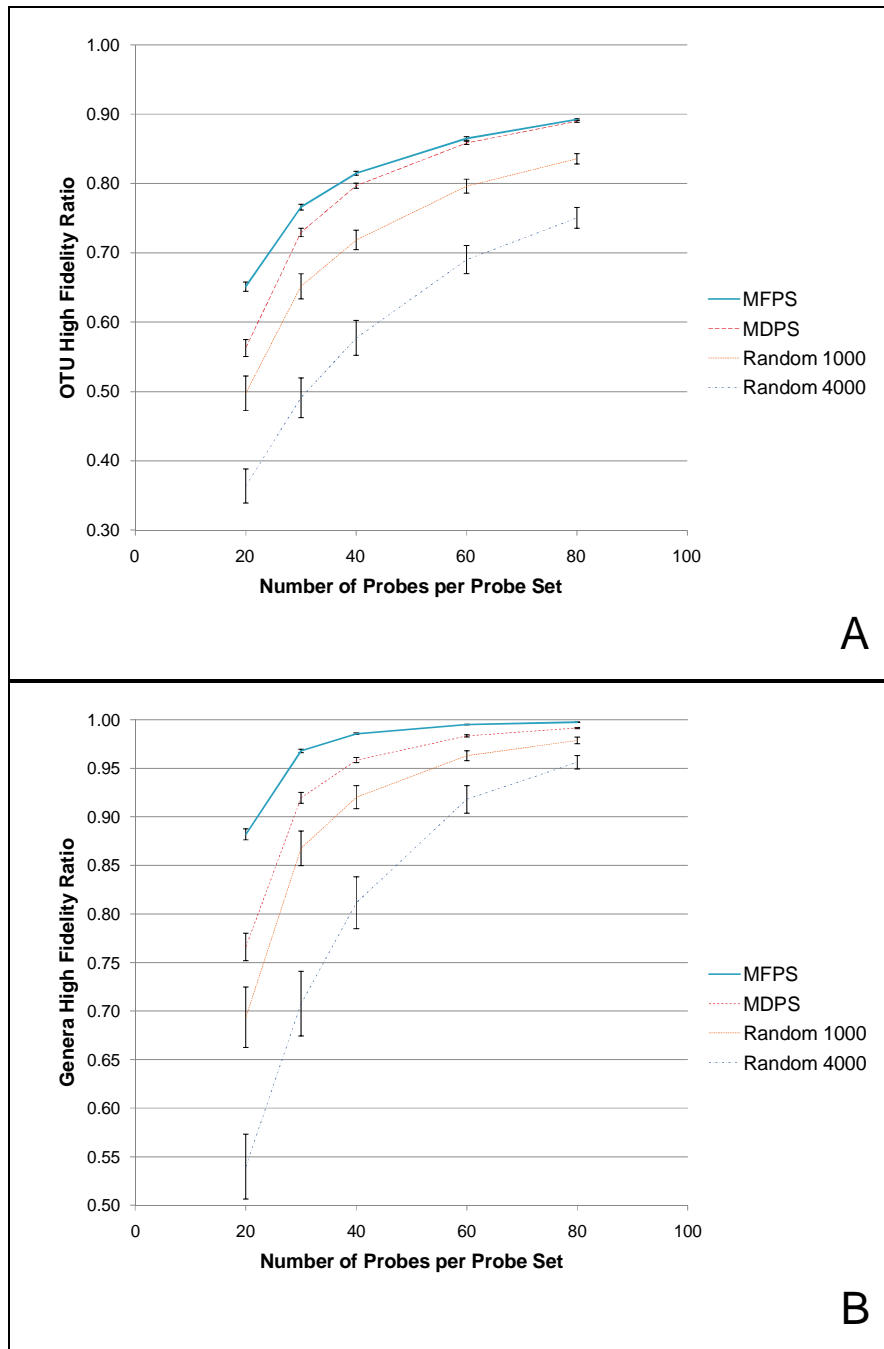 1.00
0.90
0.80
0.70
0.60
0.50
0.40
0.30
OTU High Fidelity Ratio
0 20 40 60 80 100
Number of Probes per Probe Set
MFPS
MDPS
Random 1000
Random 4000
A
1.00
0.95
0.90
0.85
0.80
0.75
0.70
0.65
0.60
0.55
0.50
Genera High Fidelity Ratio
0 20 40 60 80 100
Number of Probes per Probe Set
MFPS
MDPS
Random 1000
Random 4000
B